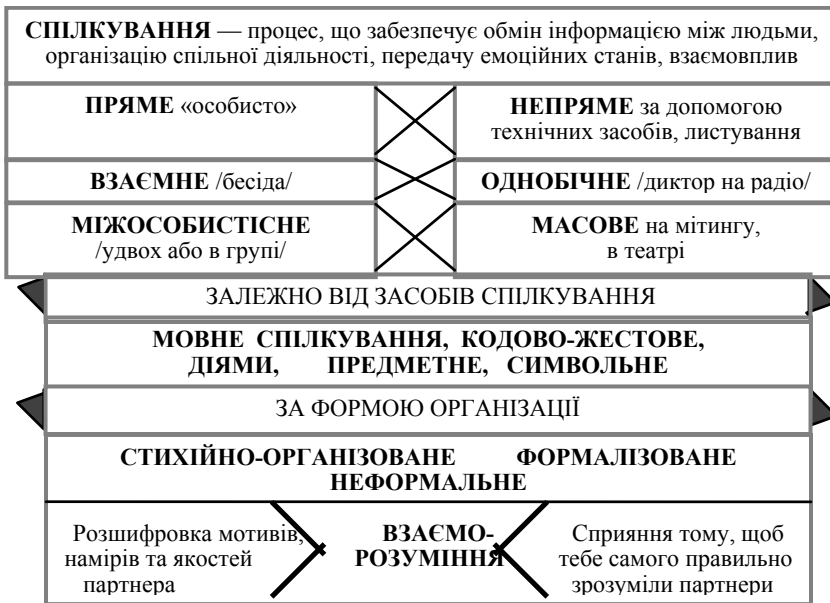 СПІЛКУВАННЯ — процес, що забезпечує обмін інформацією між людьми,
організацію спільної діяльності, передачу емоційних станів, взаємовплив
ПРЯМЕ «особисто»
НЕПРЯМЕ за допомогою
технічних засобів, листування
ВЗАЄМНЕ /бесіда/
ОДНОБІЧНЕ /диктор на радіо/
МІЖОСОБИСТІСНЕ
/удвох або в групі/
МАСОВЕ на мітингу,
в театрі
ЗАЛЕЖНО ВІД ЗАСОБІВ СПІЛКУВАННЯ
МОВНЕ СПІЛКУВАННЯ, КОДОВО-ЖЕСТОВЕ,
ДІЯМИ, ПРЕДМЕТНЕ, СИМВОЛЬНЕ
ЗА ФОРМОЮ ОРГАНІЗАЦІЇ
СТИХІЙНО-ОРГАНІЗОВАНЕ ФОРМАЛІЗОВАНЕ
НЕФОРМАЛЬНЕ
Розшифровка мотивів,
намірів та якостей
партнера
ВЗАЄМО-
РОЗУМІННЯ
Сприяння тому, щоб
тебе самого правильно
зрозуміли партнери